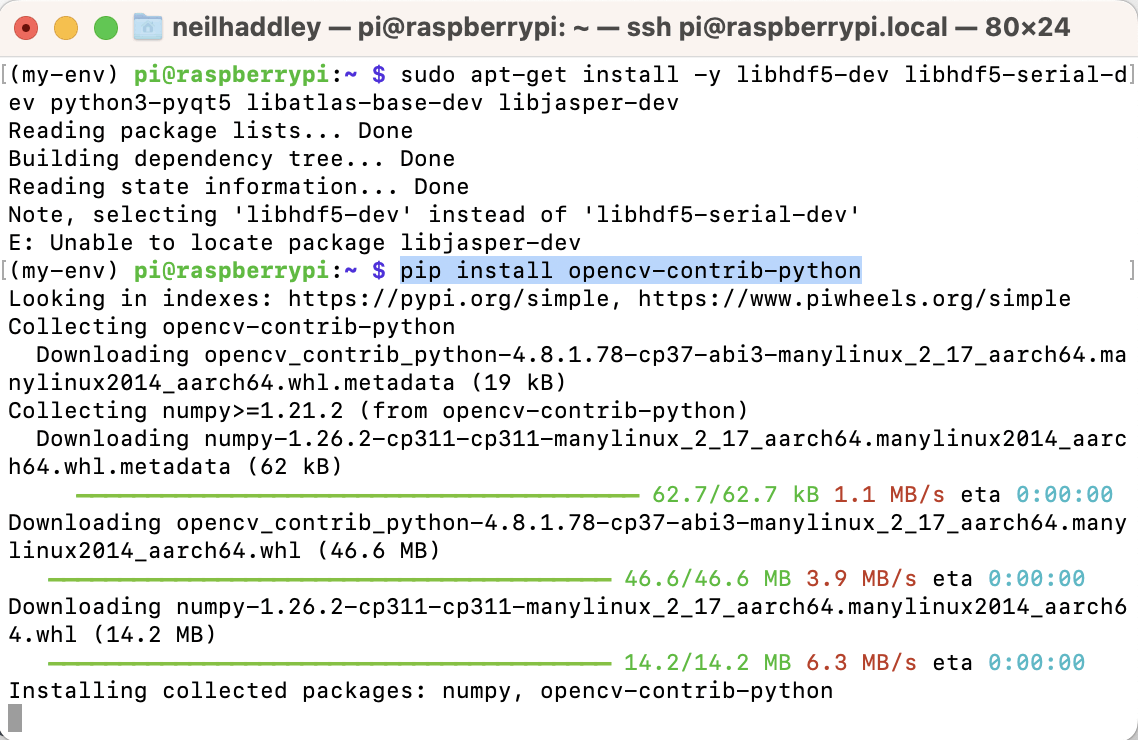 neilhaddley — pi@raspberrypi: ~ — ssh pi@raspberrypi.local — 80×24
[(my-env) pi@raspberrypi:~ $ sudo apt-get install -y libhdf5-dev libhdf5-serial-d]
ev python3-pyqt5 libatlas-base-dev libjasper-dev
Reading package lists... Done
Building dependency tree... Done
Reading state information... Done
Note, selecting 'libhdf5-dev' instead of 'libhdf5-serial-dev'
E: Unable to locate package libjasper-dev
[(my-env) pi@raspberrypi:~ $ pip install opencv-contrib-python ]
Looking in indexes: https://pypi.org/simple, https://www.piwheels.org/simple
Collecting opencv-contrib-python
  Downloading opencv_contrib_python-4.8.1.78-cp37-abi3-manylinux_2_17_aarch64.ma
nylinux2014_aarch64.whl.metadata (19 kB)
Collecting numpy>=1.21.2 (from opencv-contrib-python)
  Downloading numpy-1.26.2-cp311-cp311-manylinux_2_17_aarch64.manylinux2014_aarc
h64.whl.metadata (62 kB)
62.7/62.7 kB 1.1 MB/s eta 0:00:00
Downloading opencv_contrib_python-4.8.1.78-cp37-abi3-manylinux_2_17_aarch64.many
linux2014_aarch64.whl (46.6 MB)
46.6/46.6 MB 3.9 MB/s eta 0:00:00
Downloading numpy-1.26.2-cp311-cp311-manylinux_2_17_aarch64.manylinux2014_aarch6
4.whl (14.2 MB)
14.2/14.2 MB 6.3 MB/s eta 0:00:00
Installing collected packages: numpy, opencv-contrib-python